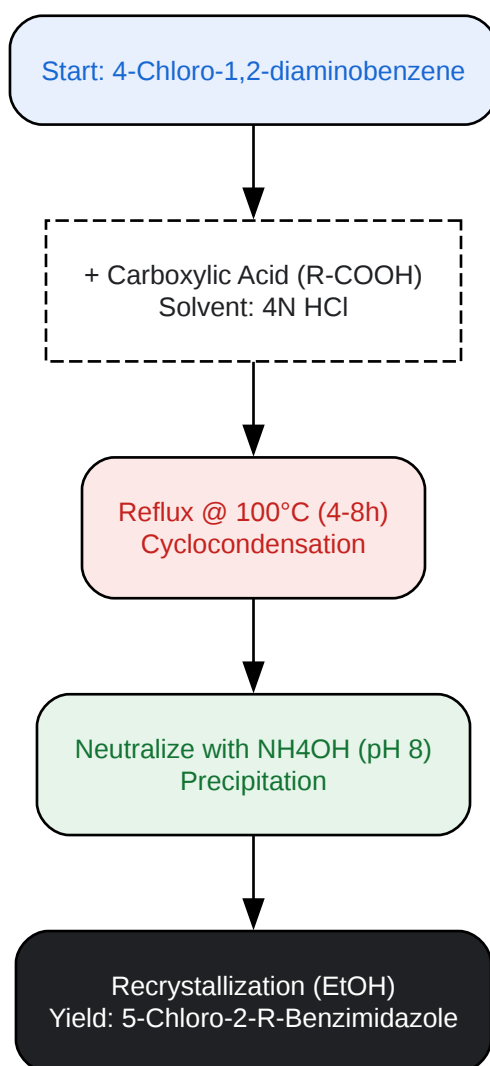 Start: 4-Chloro-1,2-diaminobenzene
+ Carboxylic Acid (R-COOH)
Solvent: 4N HCl
Reflux @ 100°C (4-8h)
Cyclocondensation
Neutralize with NH4OH (pH 8)
Precipitation
Recrystallization (EtOH)
Yield: 5-Chloro-2-R-Benzimidazole